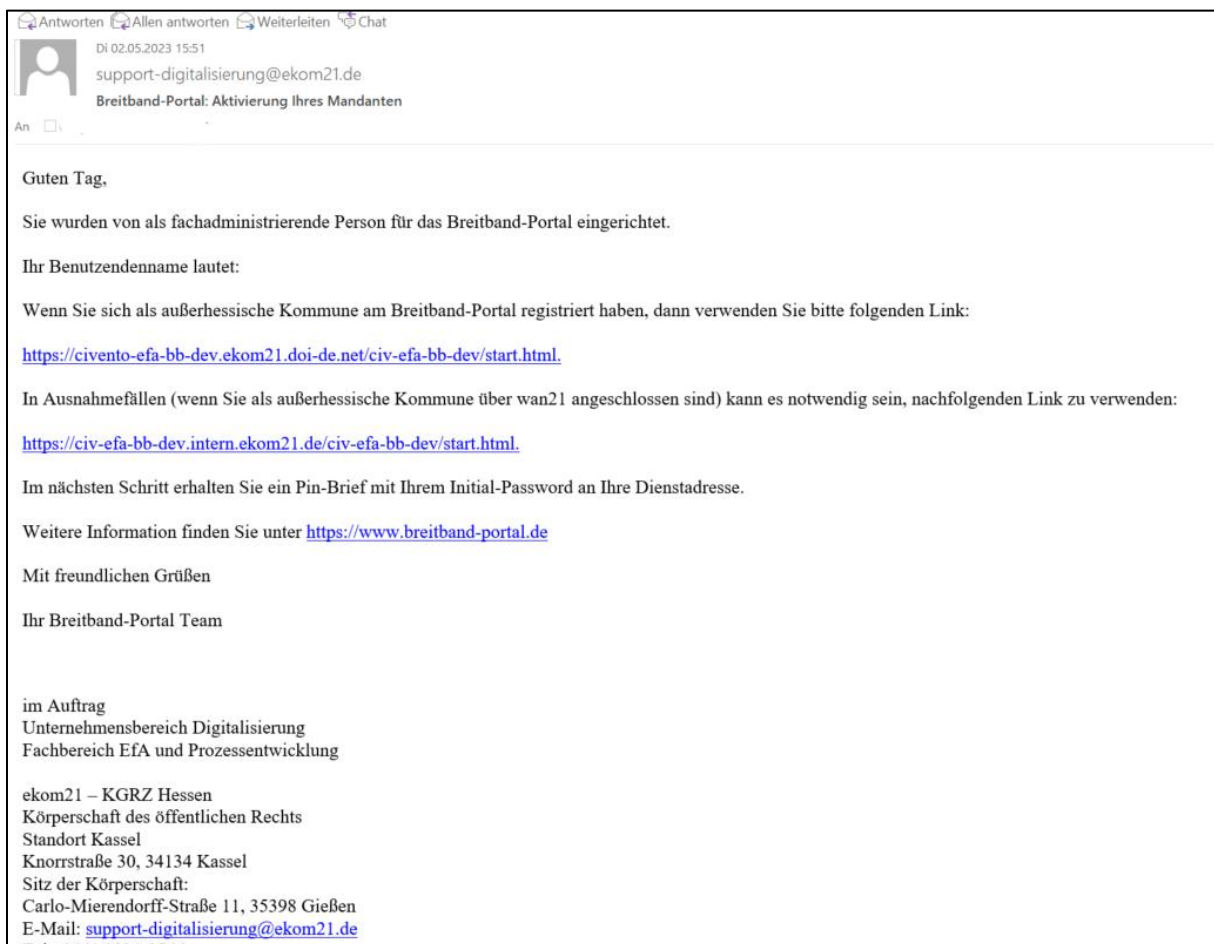 Antworten Allen antworten Weiterleiten Chat
Di 02.05.2023 15:51
support-digitalisierung@ekom21.de
Breitband-Portal: Aktivierung Ihres Mandanten
An
Guten Tag,
Sie wurden von als fachadministrierende Person für das Breitband-Portal eingerichtet.
Ihr Benutzendenname lautet:
Wenn Sie sich als außerhessische Kommune am Breitband-Portal registriert haben, dann verwenden Sie bitte folgenden Link:
https://civento-efa-bb-dev.ekom21.doi-de.net/civ-efa-bb-dev/start.html.
In Ausnahmefällen (wenn Sie als außerhessische Kommune über wan21 angeschlossen sind) kann es notwendig sein, nachfolgenden Link zu verwenden:
https://civ-efa-bb-dev.intern.ekom21.de/civ-efa-bb-dev/start.html.
Im nächsten Schritt erhalten Sie ein Pin-Brief mit Ihrem Initial-Password an Ihre Dienstadresse.
Weitere Information finden Sie unter https://www.breitband-portal.de
Mit freundlichen Grüßen
Ihr Breitband-Portal Team
im Auftrag
Unternehmensbereich Digitalisierung
Fachbereich EfA und Prozessentwicklung
ekom21 – KGRZ Hessen
Körperschaft des öffentlichen Rechts
Standort Kassel
Knorrstraße 30, 34134 Kassel
Sitz der Körperschaft:
Carlo-Mierendorff-Straße 11, 35398 Gießen
E-Mail: support-digitalisierung@ekom21.de